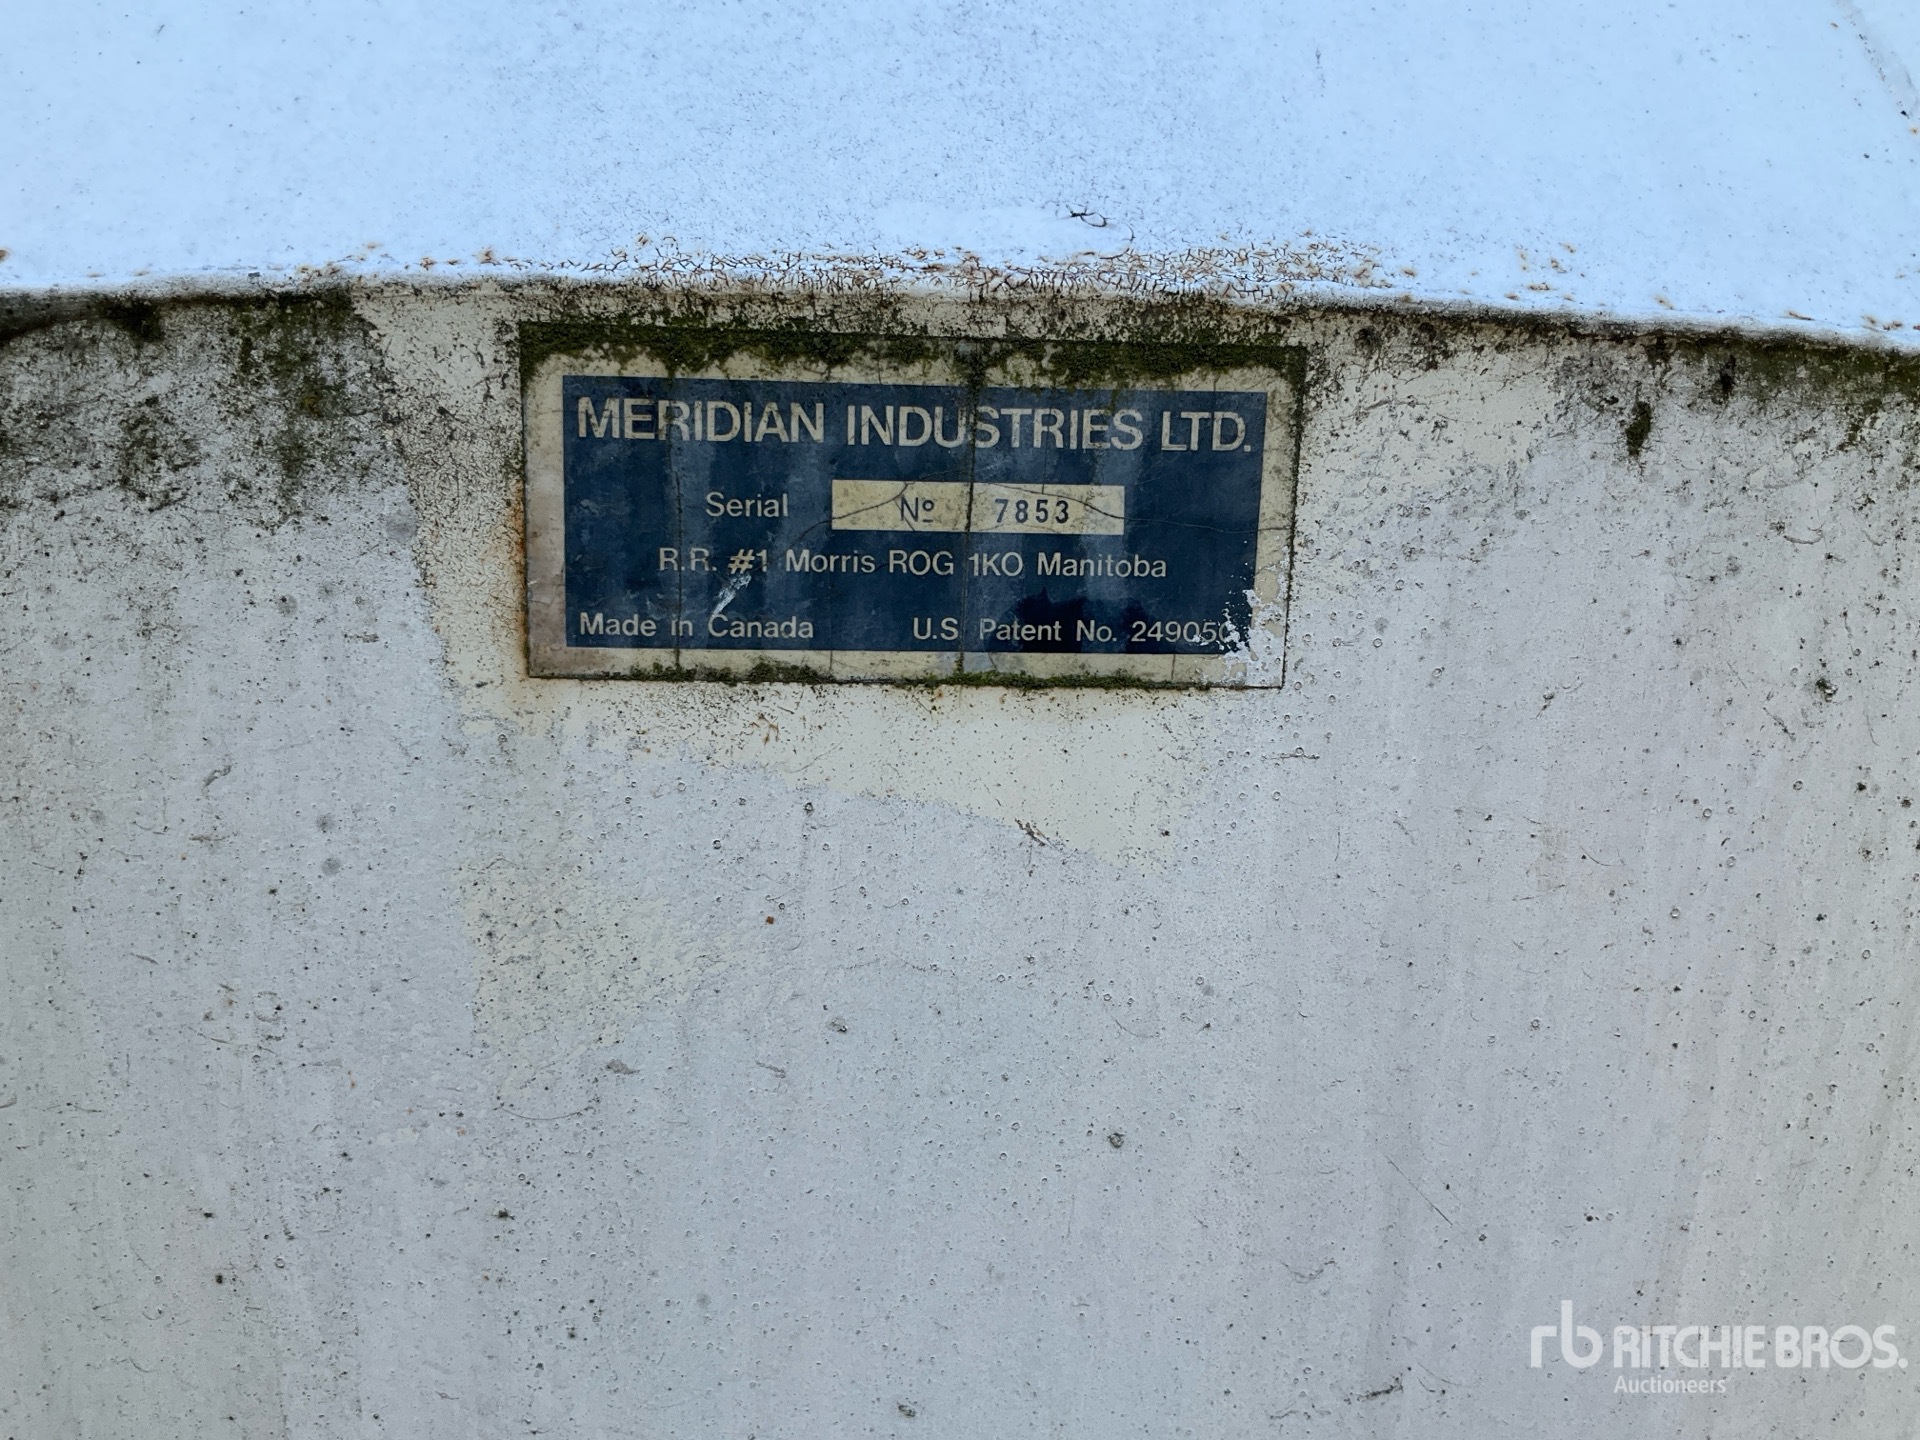 MERIDIAN INDUSTRIES LTD.
Serial Nº 7853
R.R. #1 Morris ROG 1KO Manitoba
Made in Canada U.S. Patent No.
rb RITCHIE BROS.
Auctioneers